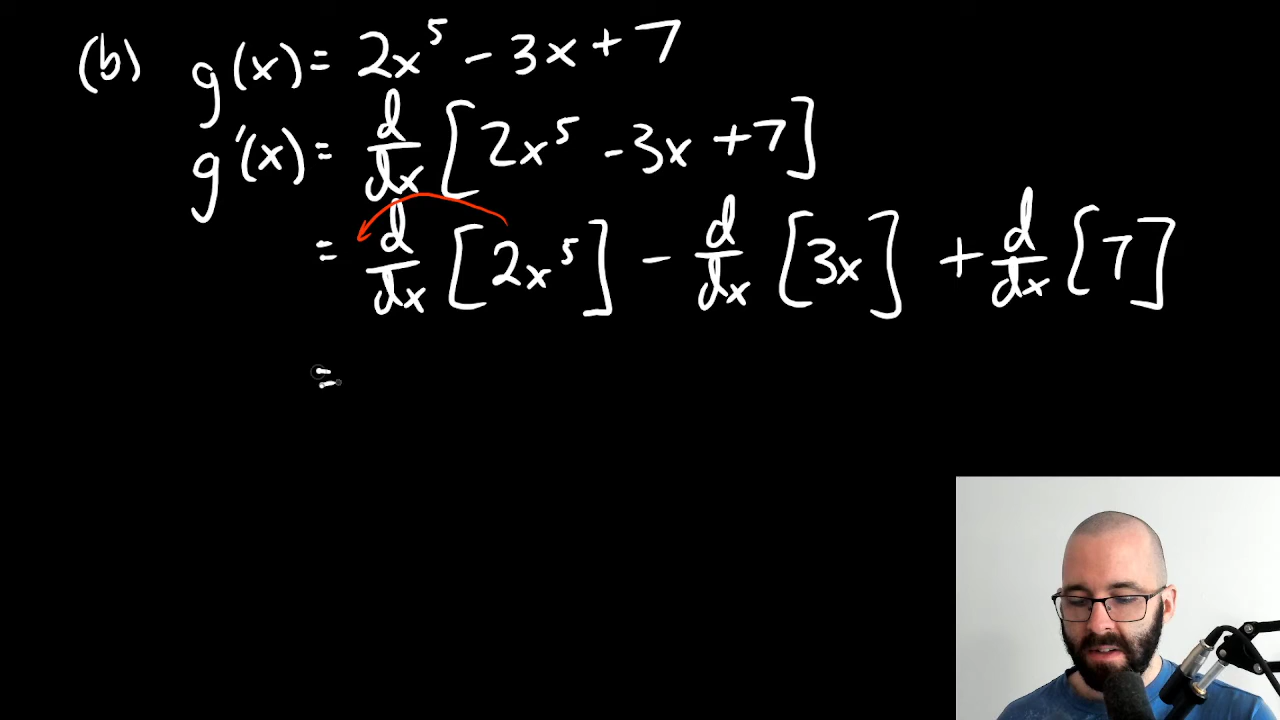 (b) g(x) = 2x⁵ - 3x + 7
g'(x) = d/dx [2x⁵ - 3x + 7]
= d/dx [2x⁵] - d/dx [3x] + d/dx [7]
=